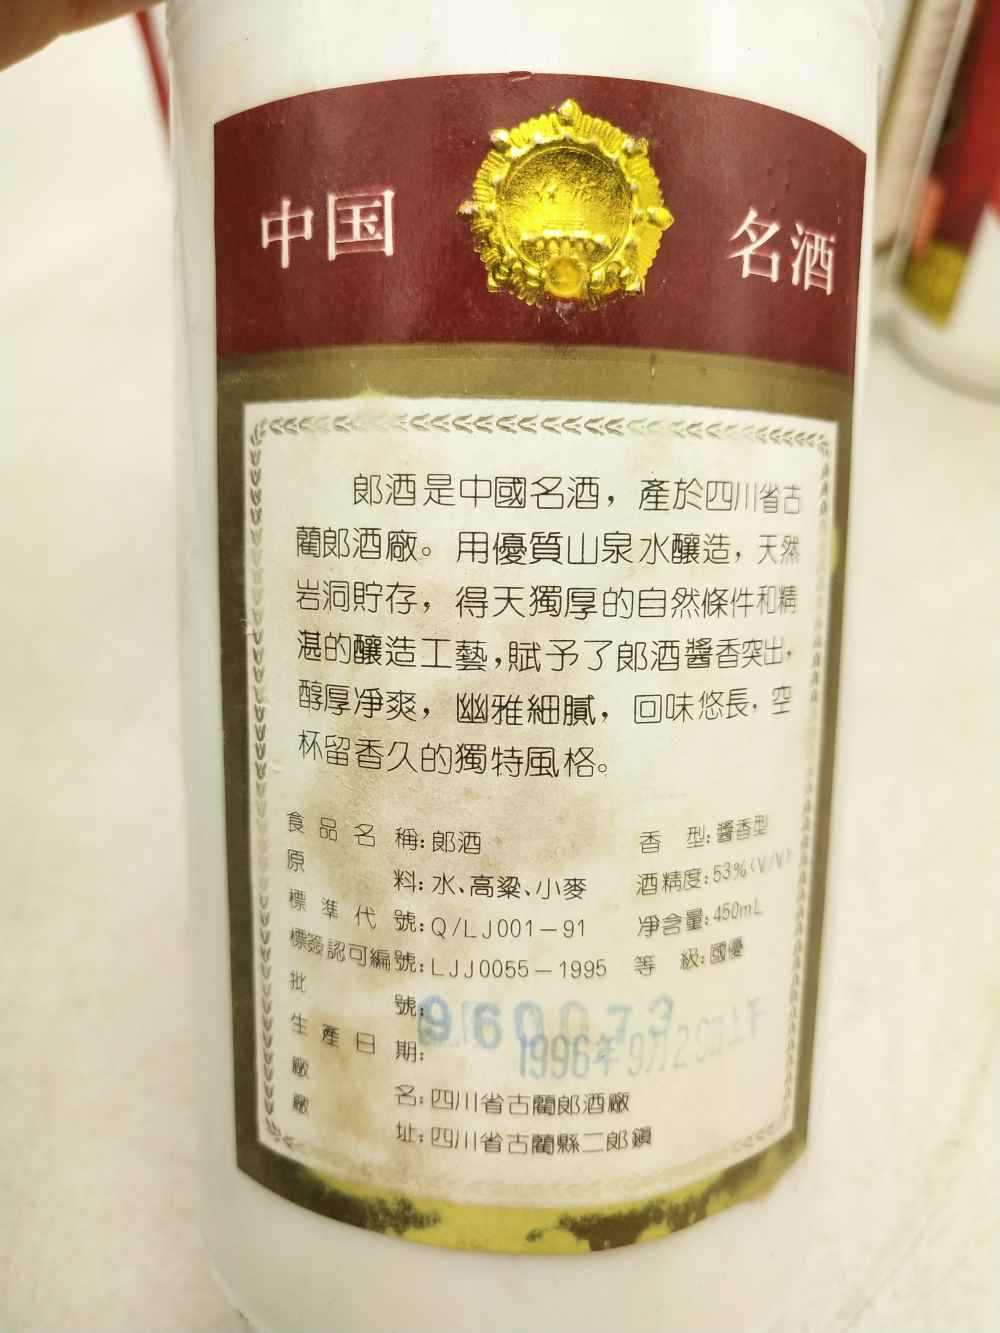 中国 名酒
郎酒是中國名酒，產於四川省古
藺郎酒廠。用優質山泉水釀造，天然
岩洞貯存，得天獨厚的自然條件和精
湛的釀造工藝，賦予了郎酒醬香突出，
醇厚凈爽，幽雅細膩，回味悠長，空
杯留香久的獨特風格。
食品名稱：郎酒 香型：醬香型
原料：水、高粱、小麥 酒精度：53%(V/V)
標準代號：Q/LJ001－91 凈含量：450mL
標簽認可編號：LJJ0055－1995 等級：國優
批號：960073
生產日期：1996年9月29日上午
廠名：四川省古藺郎酒廠
廠址：四川省古藺縣二郎鎮